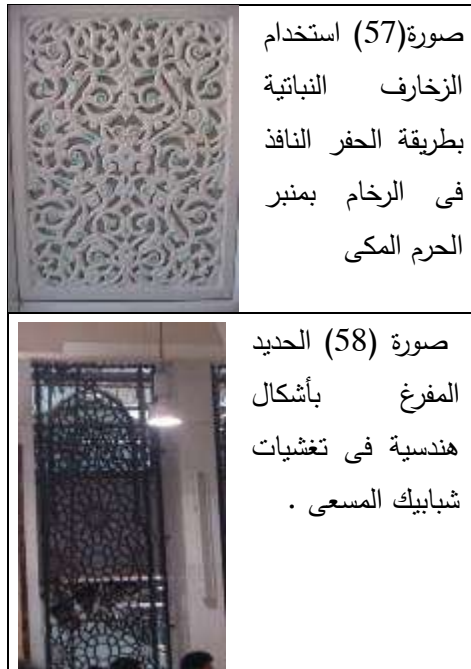 صورة(57) استخدام
الزخارف النباتية
بطريقة الحفر النافذ
فى الرخام بمنبر
الحرم المكى
صورة (58) الحديد
المفرغ بأشكال
هندسية فى تغشيات
شبابيك المسعى .